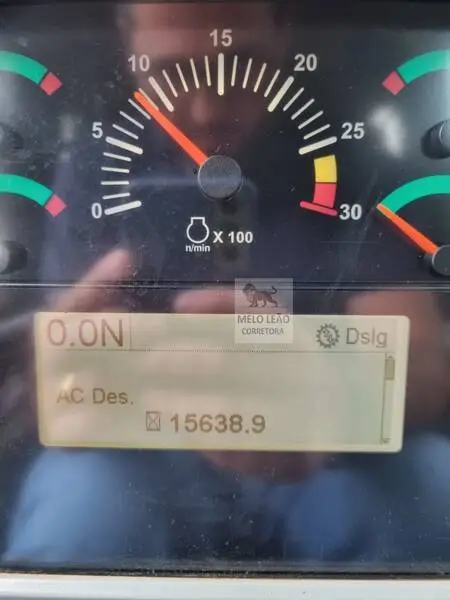 15
10
20
5
25
0
30
X 100
n/min
MELO LEÃO
CORRETORA
0.0N
Dslg
AC Des.
15638.9